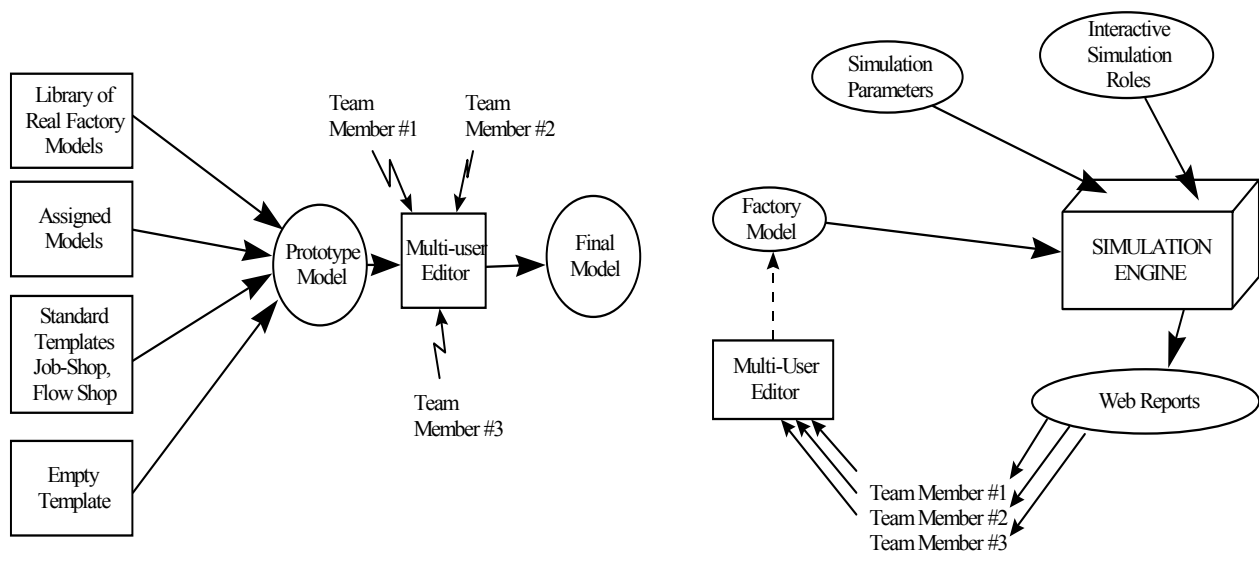 Library of
Real Factory
Models
Assigned
Models
Standard
Templates
Job-Shop,
Flow Shop
Empty
Template
Prototype
Model
Team
Member #1
Team
Member #2
Multi-user
Editor
Team
Member #3
Final
Model
Simulation
Parameters
Interactive
Simulation
Roles
Factory
Model
SIMULATION
ENGINE
Multi-User
Editor
Web Reports
Team Member #1
Team Member #2
Team Member #3